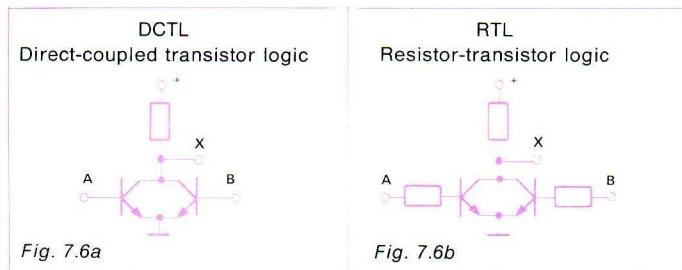 DCTL
Direct-coupled transistor logic
+
X
A
B
Fig. 7.6a
RTL
Resistor-transistor logic
+
X
A
B
Fig. 7.6b